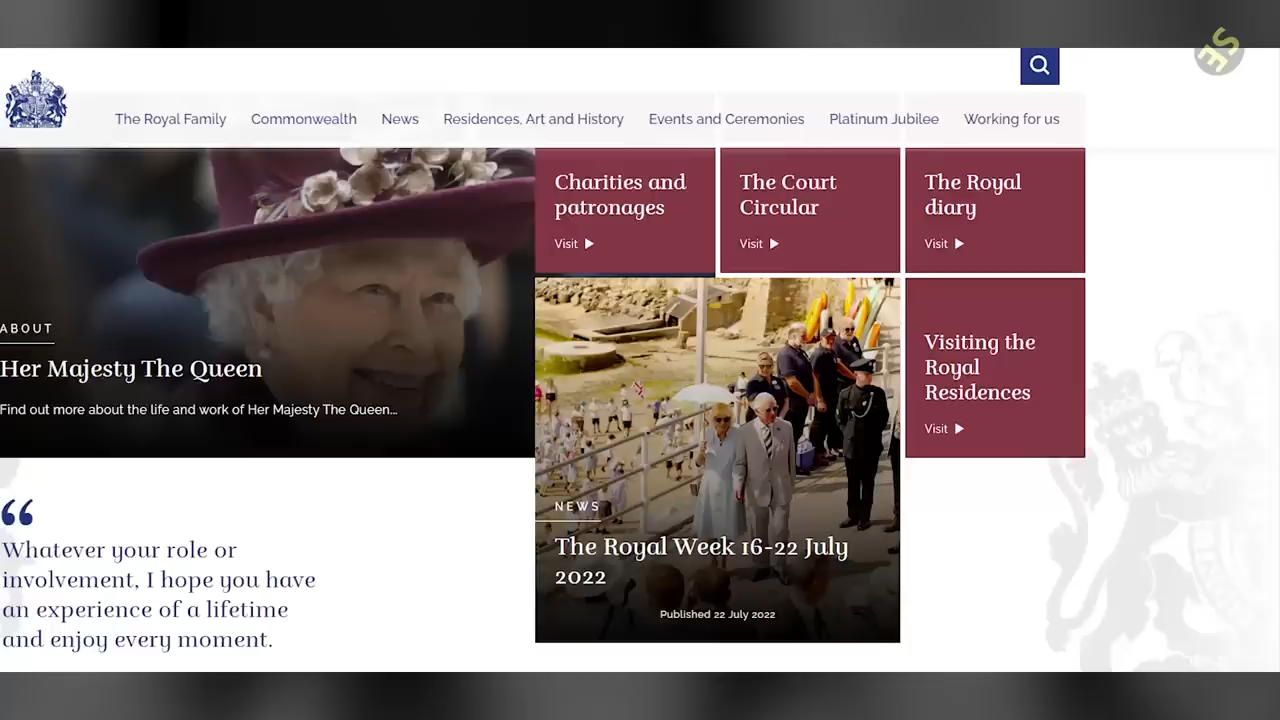 SE
The Royal Family Commonwealth News Residences, Art and History Events and Ceremonies Platinum Jubilee Working for us
ABOUT
Her Majesty The Queen
Find out more about the life and work of Her Majesty The Queen...
Charities and
patronages
Visit
The Court
Circular
Visit
The Royal
diary
Visit
NEWS
The Royal Week 16-22 July
2022
Published 22 July 2022
Visiting the
Royal
Residences
Visit
“
Whatever your role or
involvement, I hope you have
an experience of a lifetime
and enjoy every moment.